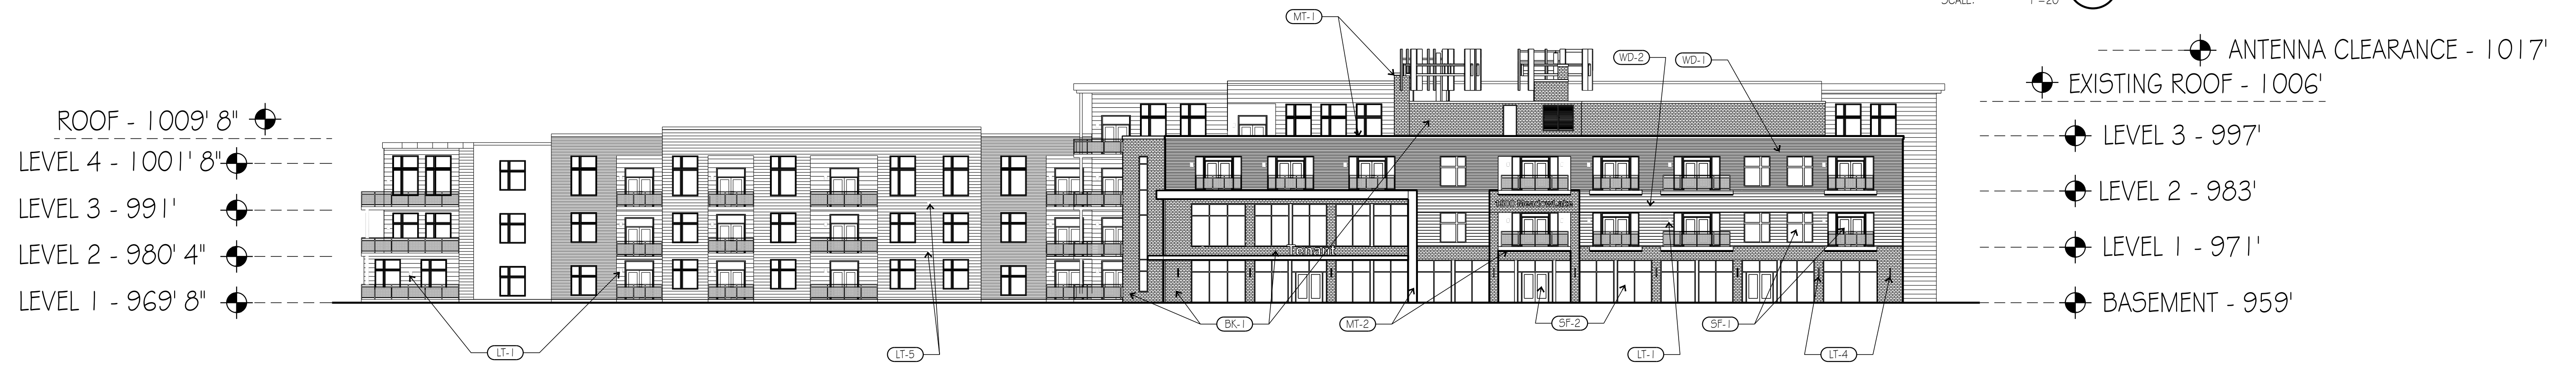 SCALE: 1"=20'
MT-1
WD-2
WD-1
ANTENNA CLEARANCE - 1017'
EXISTING ROOF - 1006'
ROOF - 1009' 8"
LEVEL 3 - 997'
LEVEL 4 - 1001' 8"
LEVEL 2 - 983'
LEVEL 3 - 991'
LEVEL 1 - 971'
LEVEL 2 - 980' 4"
BASEMENT - 959'
LEVEL 1 - 969' 8"
MeadowLake
Tenant
BK-1
MT-2
SF-2
SF-1
LT-1
LT-5
LT-1
LT-4